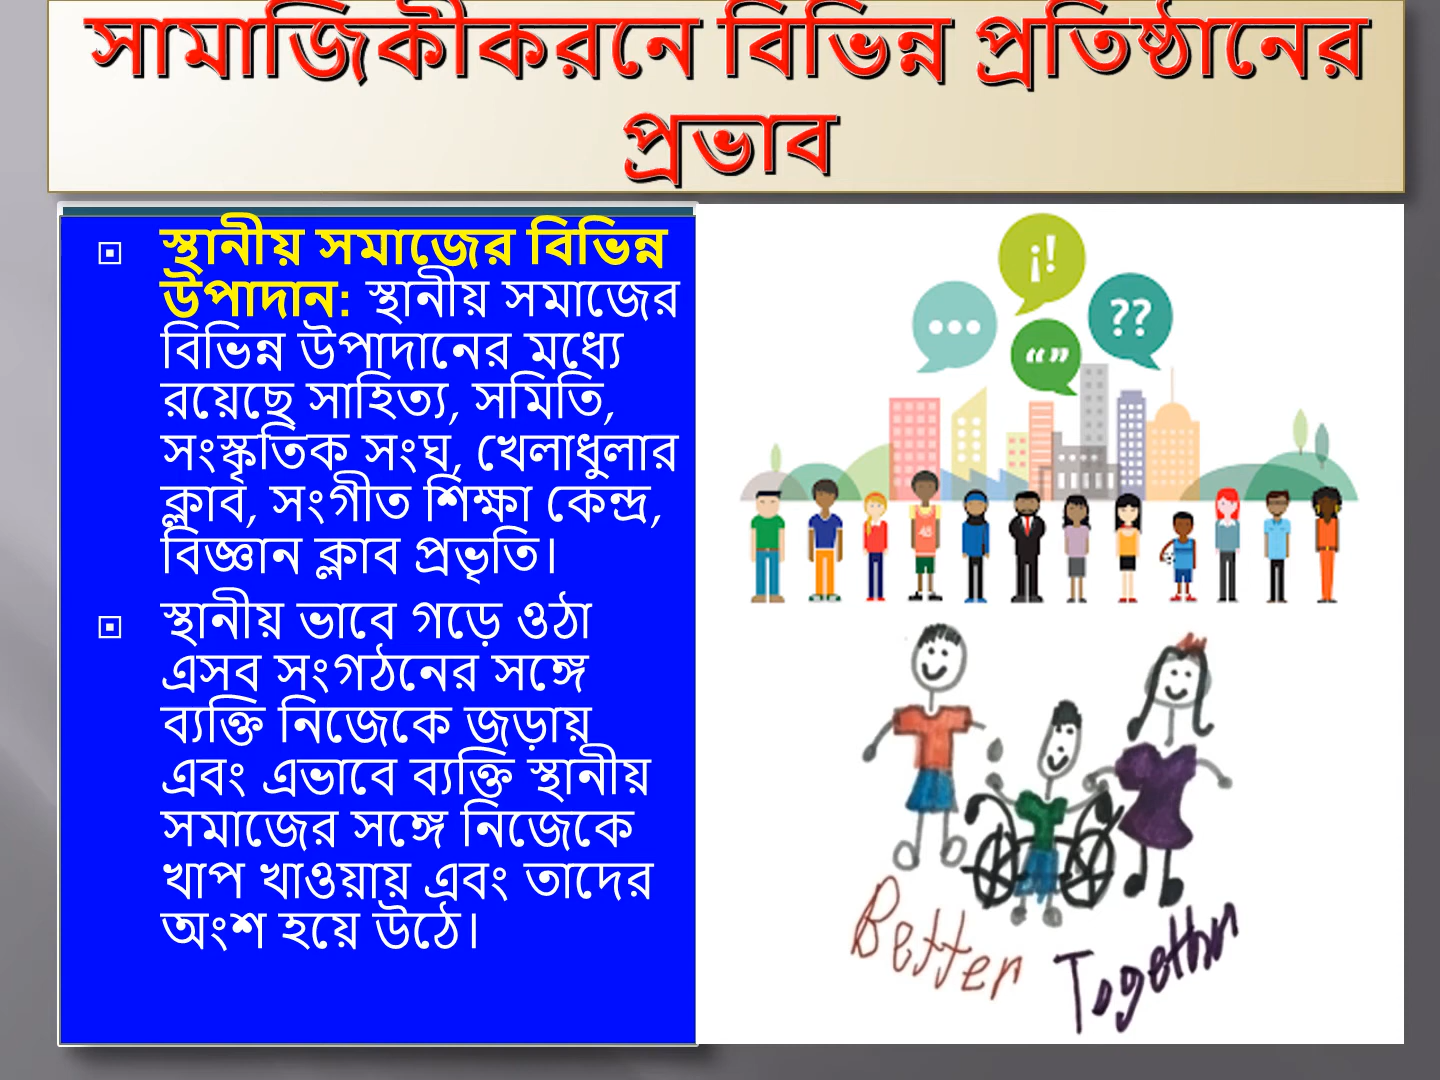 সামাজিকীকরনে বিভিন্ন প্রতিষ্ঠানের
প্রভাব
স্থানীয় সমাজের বিভিন্ন
উপাদান: স্থানীয় সমাজের
বিভিন্ন উপাদানের মধ্যে
রয়েছে সাহিত্য, সমিতি,
সংস্কৃতিক সংঘ, খেলাধুলার
ক্লাব, সংগীত শিক্ষা কেন্দ্র,
বিজ্ঞান ক্লাব প্রভৃতি।
স্থানীয় ভাবে গড়ে ওঠা
এসব সংগঠনের সঙ্গে
ব্যক্তি নিজেকে জড়ায়
এবং এভাবে ব্যক্তি স্থানীয়
সমাজের সঙ্গে নিজেকে
খাপ খাওয়ায় এবং তাদের
অংশ হয়ে উঠে।
¡!
...
??
“”
48
Better
Together